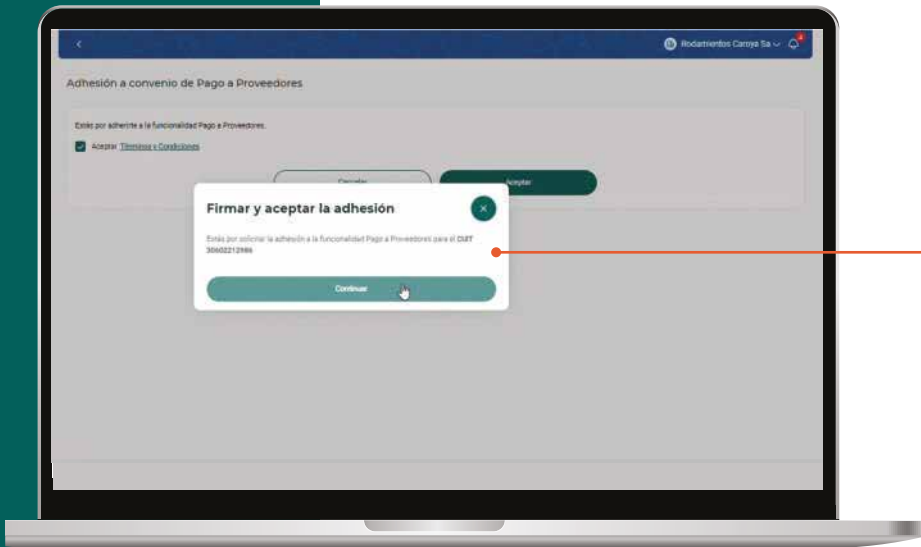 Rodamientos Caroya Sa
4
Adhesión a convenio de Pago a Proveedores
Estás por adherirte a la funcionalidad Pago a Proveedores.
Aceptar Términos y Condiciones
Cancelar
Aceptar
Firmar y aceptar la adhesión
Estás por solicitar la adhesión a la funcionalidad Pago a Proveedores para el CUIT
30602212986
Continuar